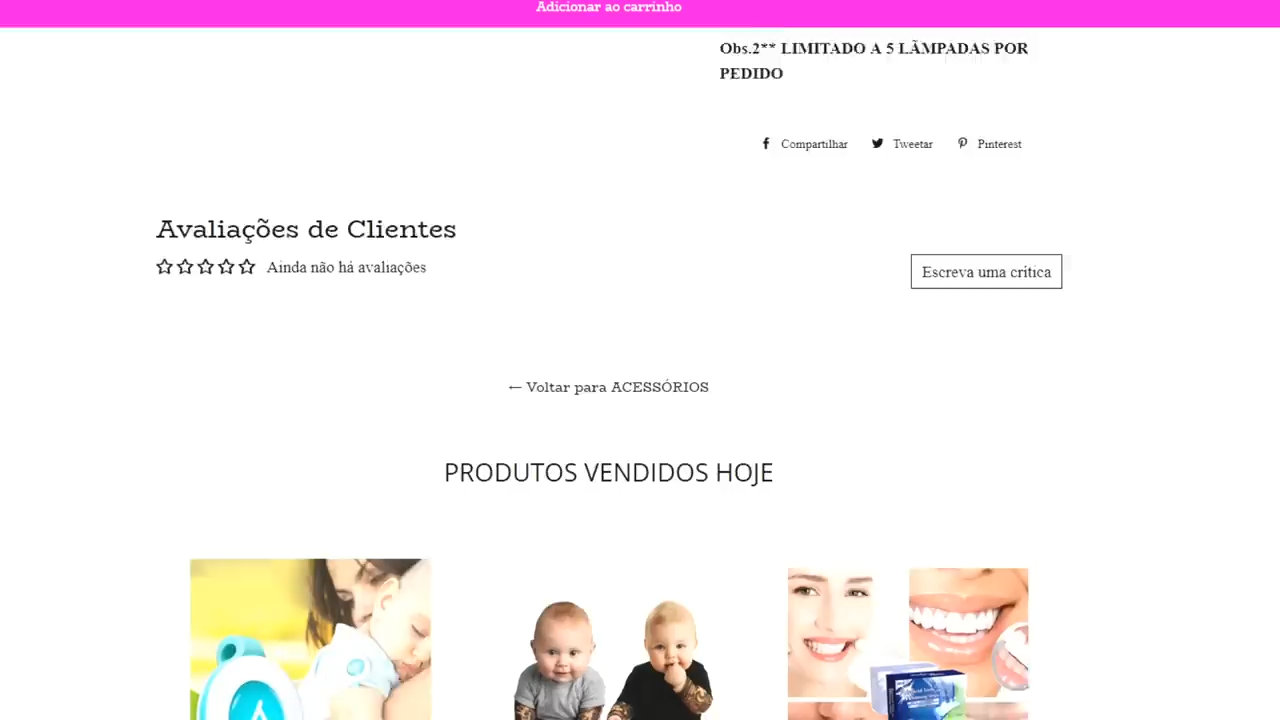 Adicionar ao carrinho
Obs.2** LIMITADO A 5 LÃMPADAS POR
PEDIDO
Compartilhar Tweetar Pinterest
Avaliações de Clientes
Ainda não há avaliações
Escreva uma crítica
← Voltar para ACESSÓRIOS
PRODUTOS VENDIDOS HOJE